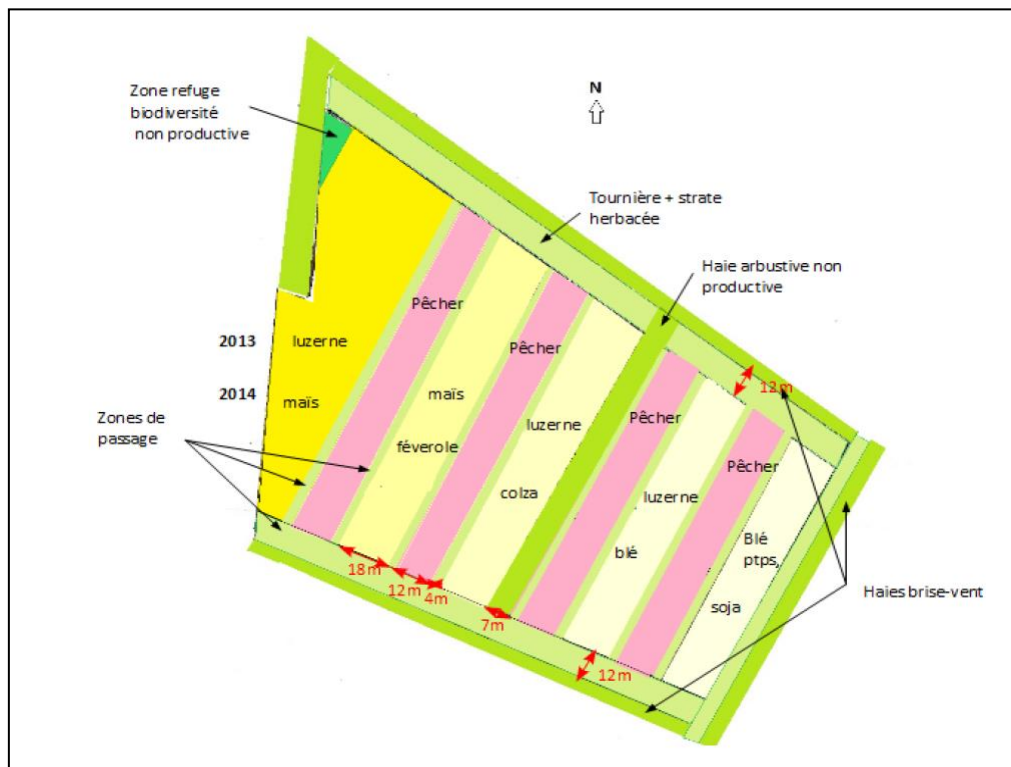 Zone refuge
biodiversité
non productive
N
Tournière + strate
herbacée
Haie arbustive non
productive
2013
luzerne
Pêcher
Pêcher
2014
maïs
maïs
12m
Zones de
passage
féverole
luzerne
Pêcher
Pêcher
colza
luzerne
blé
Blé
ptps
soja
Haies brise-vent
18m
12m
4m
7m
12m